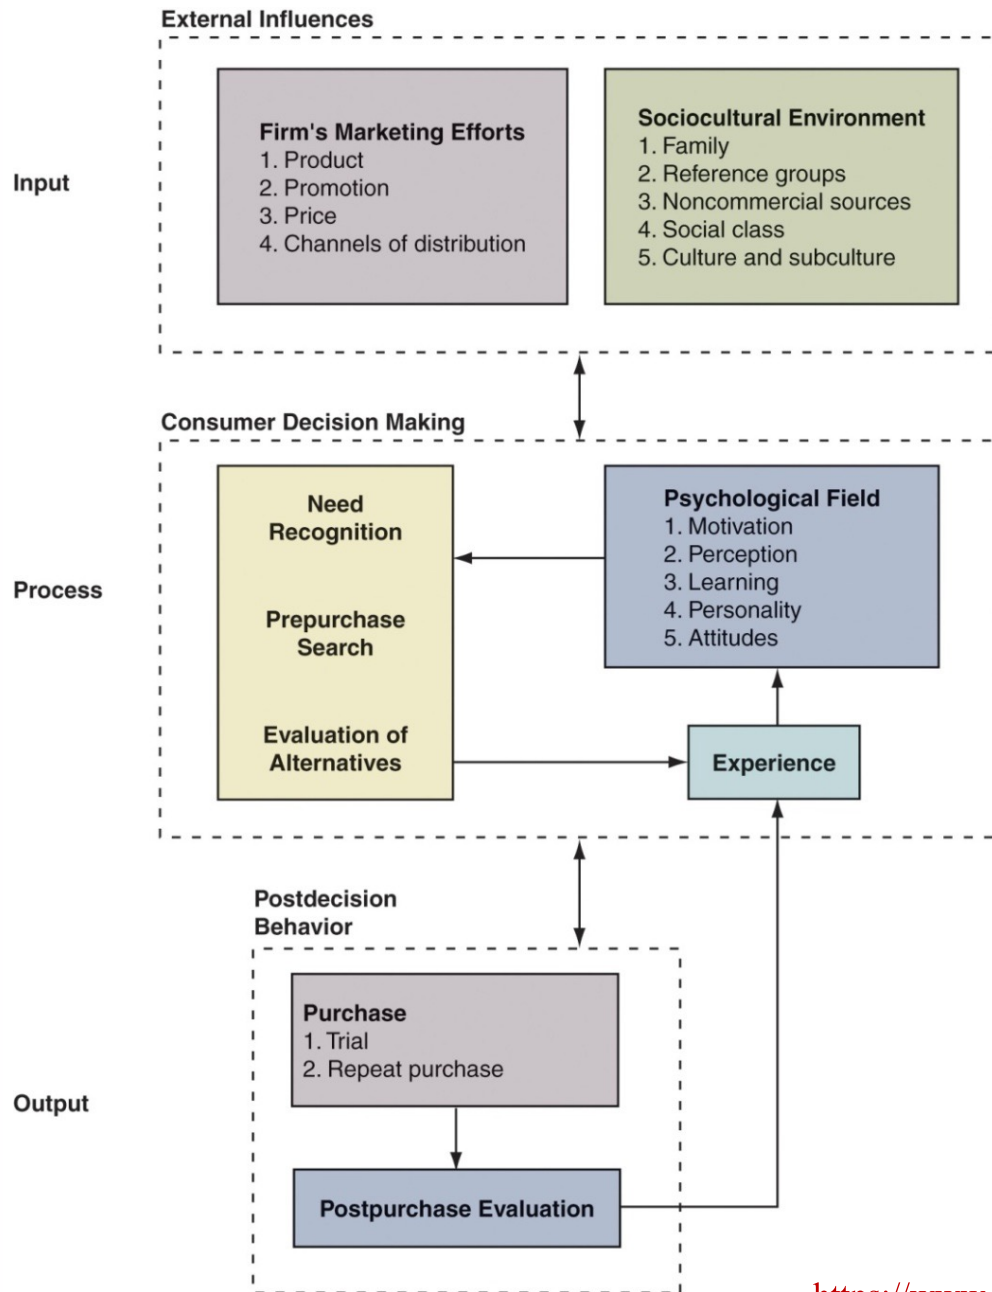 External Influences
Input
Firm's Marketing Efforts
1. Product
2. Promotion
3. Price
4. Channels of distribution
Sociocultural Environment
1. Family
2. Reference groups
3. Noncommercial sources
4. Social class
5. Culture and subculture
Consumer Decision Making
Process
Need
Recognition
Prepurchase
Search
Evaluation of
Alternatives
Psychological Field
1. Motivation
2. Perception
3. Learning
4. Personality
5. Attitudes
Experience
Postdecision
Behavior
Output
Purchase
1. Trial
2. Repeat purchase
Postpurchase Evaluation